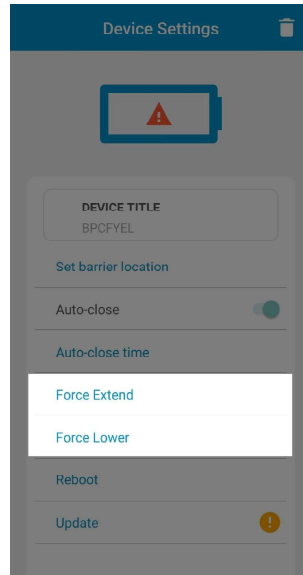 Device Settings
DEVICE TITLE
BPCFYEL
Set barrier location
Auto-close
Auto-close time
Force Extend
Force Lower
Reboot
Update